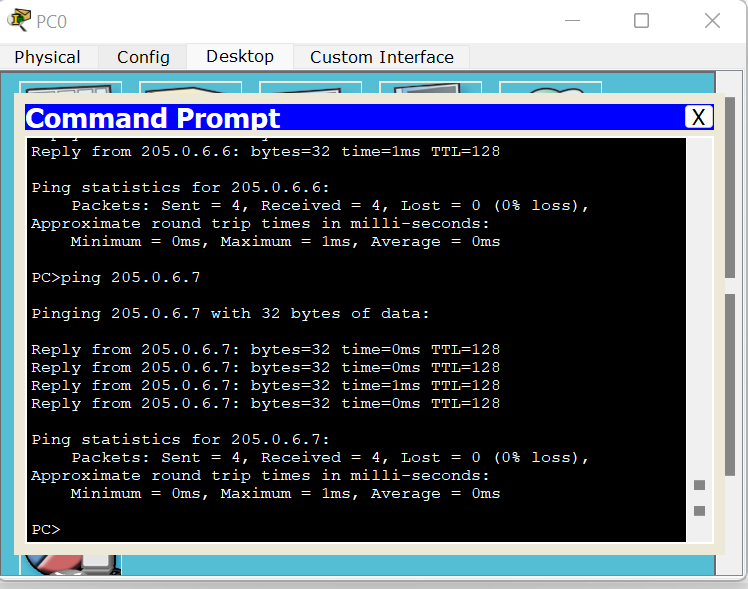 PC0
Physical Config Desktop Custom Interface
Command Prompt X
Reply from 205.0.6.6: bytes=32 time=1ms TTL=128
Ping statistics for 205.0.6.6:
Packets: Sent = 4, Received = 4, Lost = 0 (0% loss),
Approximate round trip times in milli-seconds:
Minimum = 0ms, Maximum = 1ms, Average = 0ms
PC>ping 205.0.6.7
Pinging 205.0.6.7 with 32 bytes of data:
Reply from 205.0.6.7: bytes=32 time=0ms TTL=128
Reply from 205.0.6.7: bytes=32 time=0ms TTL=128
Reply from 205.0.6.7: bytes=32 time=1ms TTL=128
Reply from 205.0.6.7: bytes=32 time=0ms TTL=128
Ping statistics for 205.0.6.7:
Packets: Sent = 4, Received = 4, Lost = 0 (0% loss),
Approximate round trip times in milli-seconds:
Minimum = 0ms, Maximum = 1ms, Average = 0ms
PC>